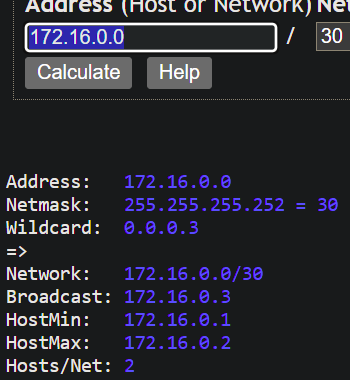 Address (Host or Network) Ne
172.16.0.0 / 30
Calculate Help
Address: 172.16.0.0
Netmask: 255.255.255.252 = 30
Wildcard: 0.0.0.3
=>
Network: 172.16.0.0/30
Broadcast: 172.16.0.3
HostMin: 172.16.0.1
HostMax: 172.16.0.2
Hosts/Net: 2